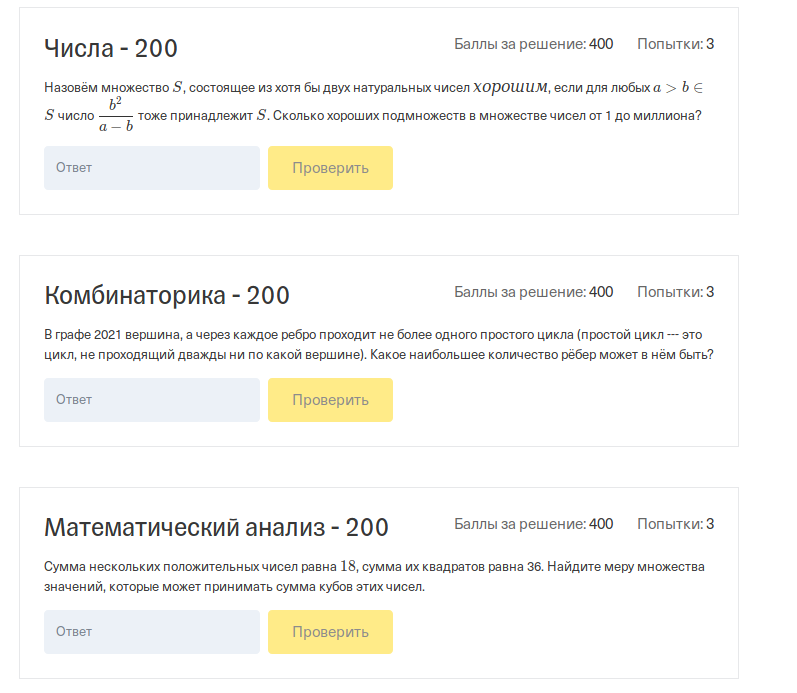 Числа - 200
Баллы за решение: 400 Попытки: 3
Назовём множество S, состоящее из хотя бы двух натуральных чисел хорошим, если для любых a > b ∈
S число b²/(a − b) тоже принадлежит S. Сколько хороших подмножеств в множестве чисел от 1 до миллиона?
Ответ
Проверить
Комбинаторика - 200
Баллы за решение: 400 Попытки: 3
В графе 2021 вершина, а через каждое ребро проходит не более одного простого цикла (простой цикл --- это
цикл, не проходящий дважды ни по какой вершине). Какое наибольшее количество рёбер может в нём быть?
Ответ
Проверить
Математический анализ - 200
Баллы за решение: 400 Попытки: 3
Сумма нескольких положительных чисел равна 18, сумма их квадратов равна 36. Найдите меру множества
значений, которые может принимать сумма кубов этих чисел.
Ответ
Проверить